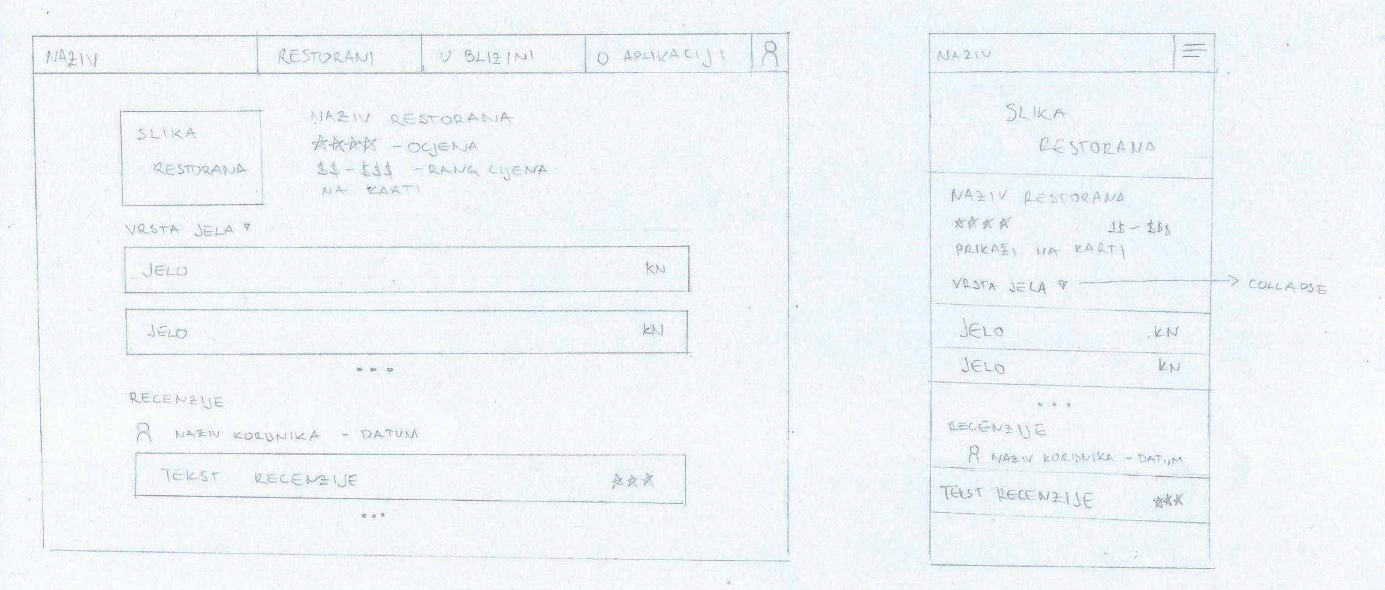 NAZIV RESTORANI U BLIZINI O APLIKACIJI
SLIKA
RESTORANA
NAZIV RESTORANA
★★★★ - OCJENA
$$ - $$$ - RANG CIJENA
NA KARTI
VRSTA JELA ▼
JELO KN
JELO KN
...
RECENZIJE
NAZIV KORISNIKA - DATUM
TEKST RECENZIJE ★★★
...
NAZIV
SLIKA
RESTORANA
NAZIV RESTORANA
★★★★ $$ - $$$
PRIKAŽI NA KARTI
VRSTA JELA ▼ → COLLAPSE
JELO KN
JELO KN
...
RECENZIJE
NAZIV KORISNIKA - DATUM
TEKST RECENZIJE ★★★